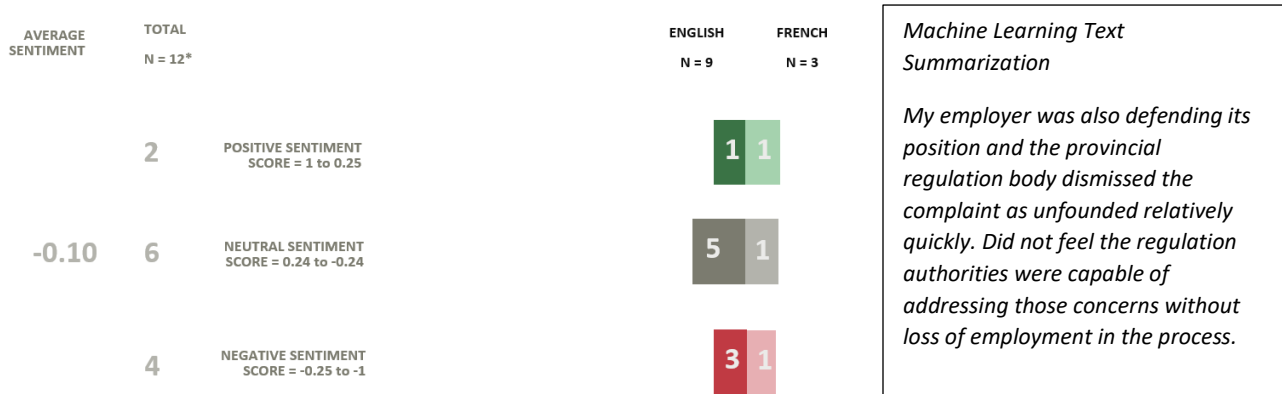 AVERAGE
SENTIMENT
TOTAL
N = 12*
ENGLISH
N = 9
FRENCH
N = 3
2
POSITIVE SENTIMENT
SCORE = 1 to 0.25
1
1
-0.10
6
NEUTRAL SENTIMENT
SCORE = 0.24 to -0.24
5
1
4
NEGATIVE SENTIMENT
SCORE = -0.25 to -1
3
1
Machine Learning Text
Summarization
My employer was also defending its
position and the provincial
regulation body dismissed the
complaint as unfounded relatively
quickly. Did not feel the regulation
authorities were capable of
addressing those concerns without
loss of employment in the process.